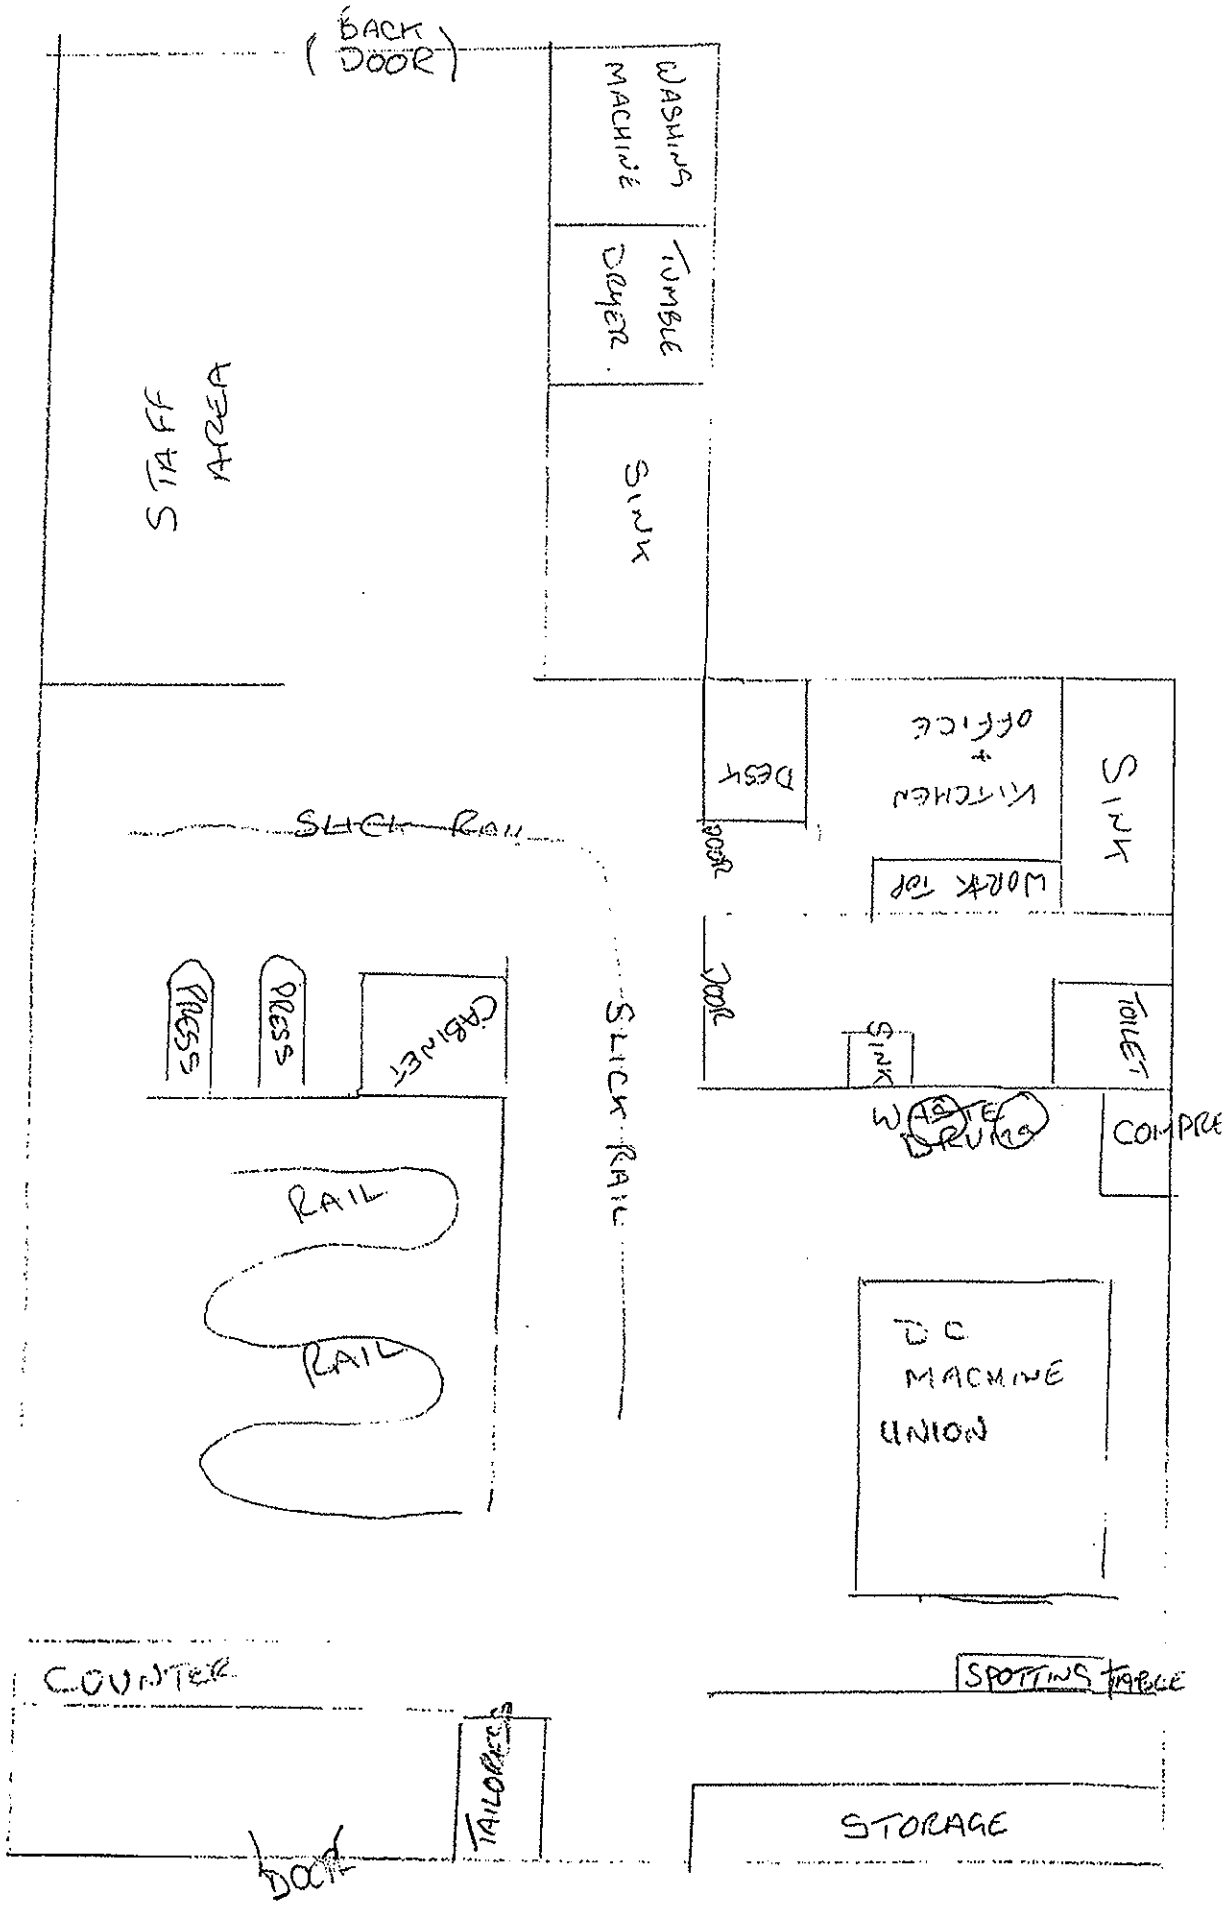 (BACK
DOOR)
WASHING
MACHINE
TUMBLE
DRYER
STAFF
AREA
SINK
OFFICE
+
KITCHEN
DESK
SINK
SLICK RAIL
DOOR
WORK TOP
PRESS
PRESS
CABINET
SLICK RAIL
DOOR
SINK
TOILET
WASTE
DRUMS
COMPRE
RAIL
RAIL
DC
MACHINE
UNION
COUNTER
SPOTTING TABLE
STORAGE
DOOR